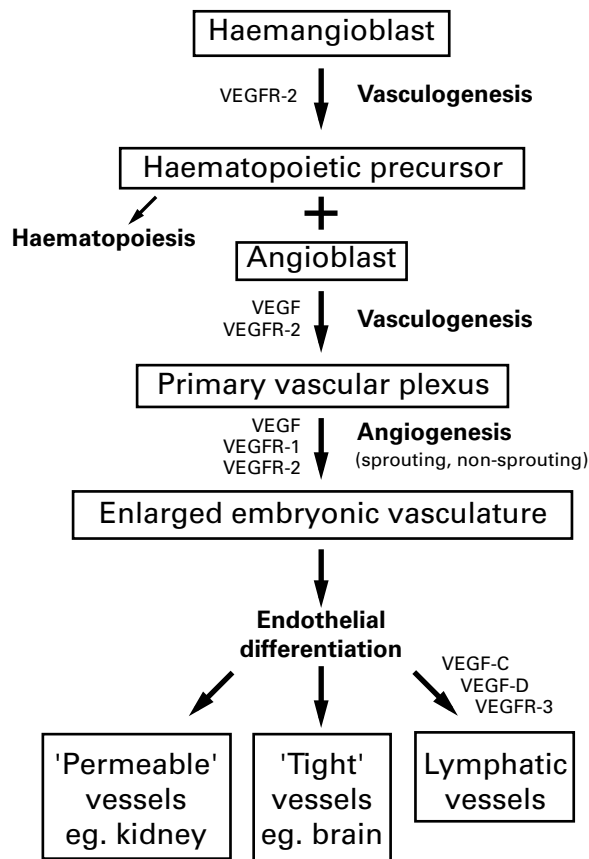 Haemangioblast
VEGFR-2 Vasculogenesis
Haematopoietic precursor
+
Haematopoiesis
Angioblast
VEGF
VEGFR-2
Vasculogenesis
Primary vascular plexus
VEGF
VEGFR-1
VEGFR-2
Angiogenesis
(sprouting, non-sprouting)
Enlarged embryonic vasculature
Endothelial
differentiation
VEGF-C
VEGF-D
VEGFR-3
'Permeable'
vessels
eg. kidney
'Tight'
vessels
eg. brain
Lymphatic
vessels